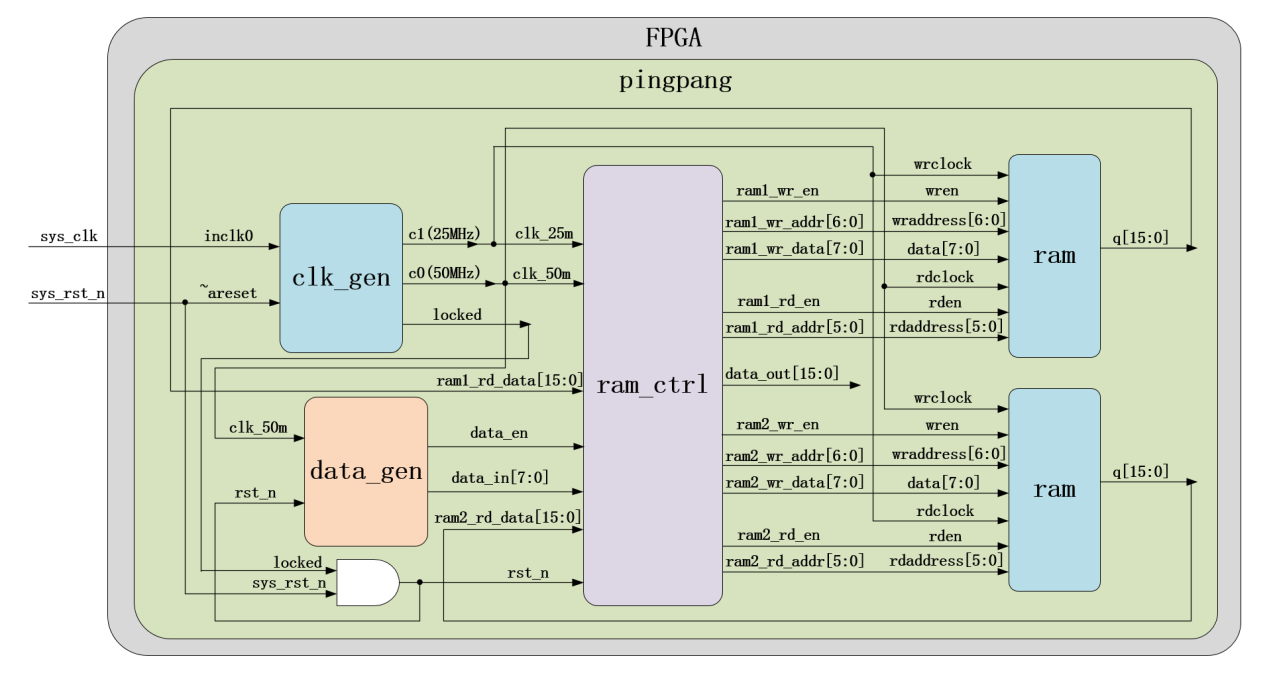 FPGA
pingpang
sys_clk
inclk0
sys_rst_n
~areset
clk_gen
c1(25MHz)
clk_25m
c0(50MHz)
clk_50m
locked
ram1_rd_data[15:0]
clk_50m
rst_n
data_gen
data_en
data_in[7:0]
ram2_rd_data[15:0]
locked
sys_rst_n
rst_n
ram_ctrl
ram1_wr_en
ram1_wr_addr[6:0]
ram1_wr_data[7:0]
ram1_rd_en
ram1_rd_addr[5:0]
data_out[15:0]
ram2_wr_en
ram2_wr_addr[6:0]
ram2_wr_data[7:0]
ram2_rd_en
ram2_rd_addr[5:0]
wrclock
wren
wraddress[6:0]
data[7:0]
rdclock
rden
rdaddress[5:0]
ram
q[15:0]
wrclock
wren
wraddress[6:0]
data[7:0]
rdclock
rden
rdaddress[5:0]
ram
q[15:0]